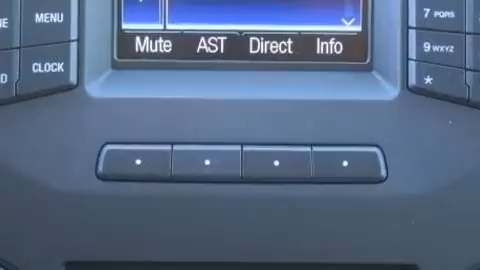 MENU
CLOCK
Mute AST Direct Info
7 PQRS
9 WXYZ
*